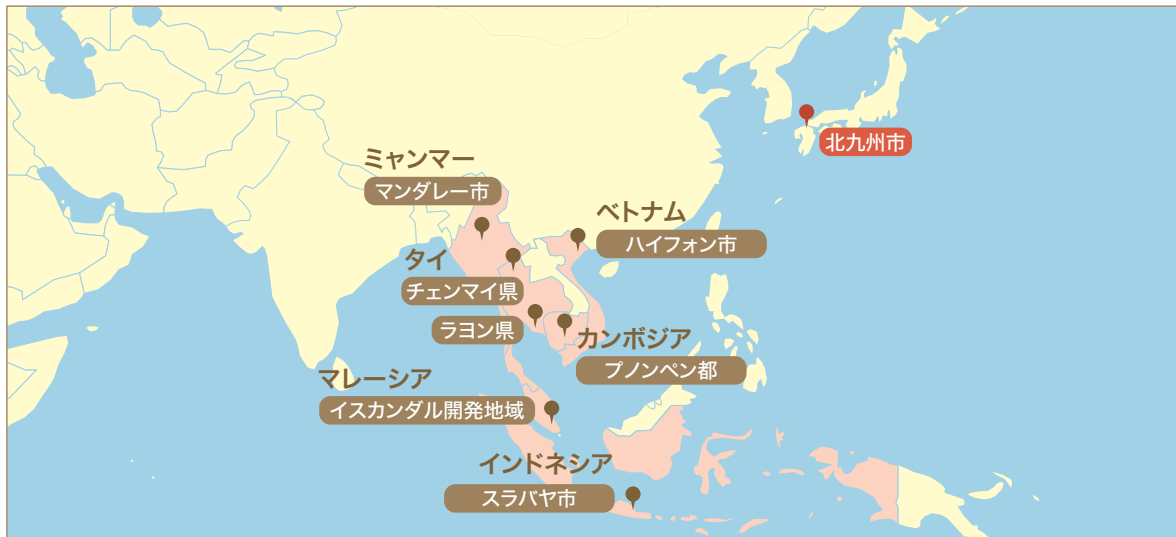 北九州市
ミャンマー
マンダレー市
ベトナム
ハイフォン市
タイ
チェンマイ県
ラヨン県
カンボジア
プノンペン都
マレーシア
イスカンダル開発地域
インドネシア
スラバヤ市